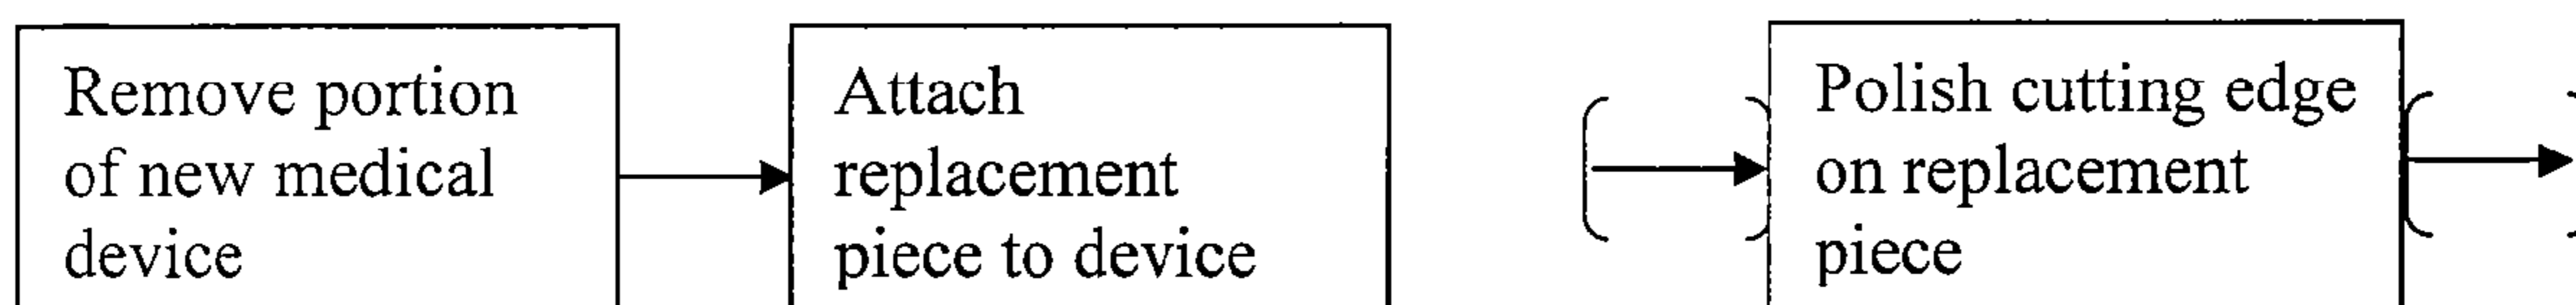 Remove portion
of new medical
device
Attach
replacement
piece to device
Polish cutting edge
on replacement
piece